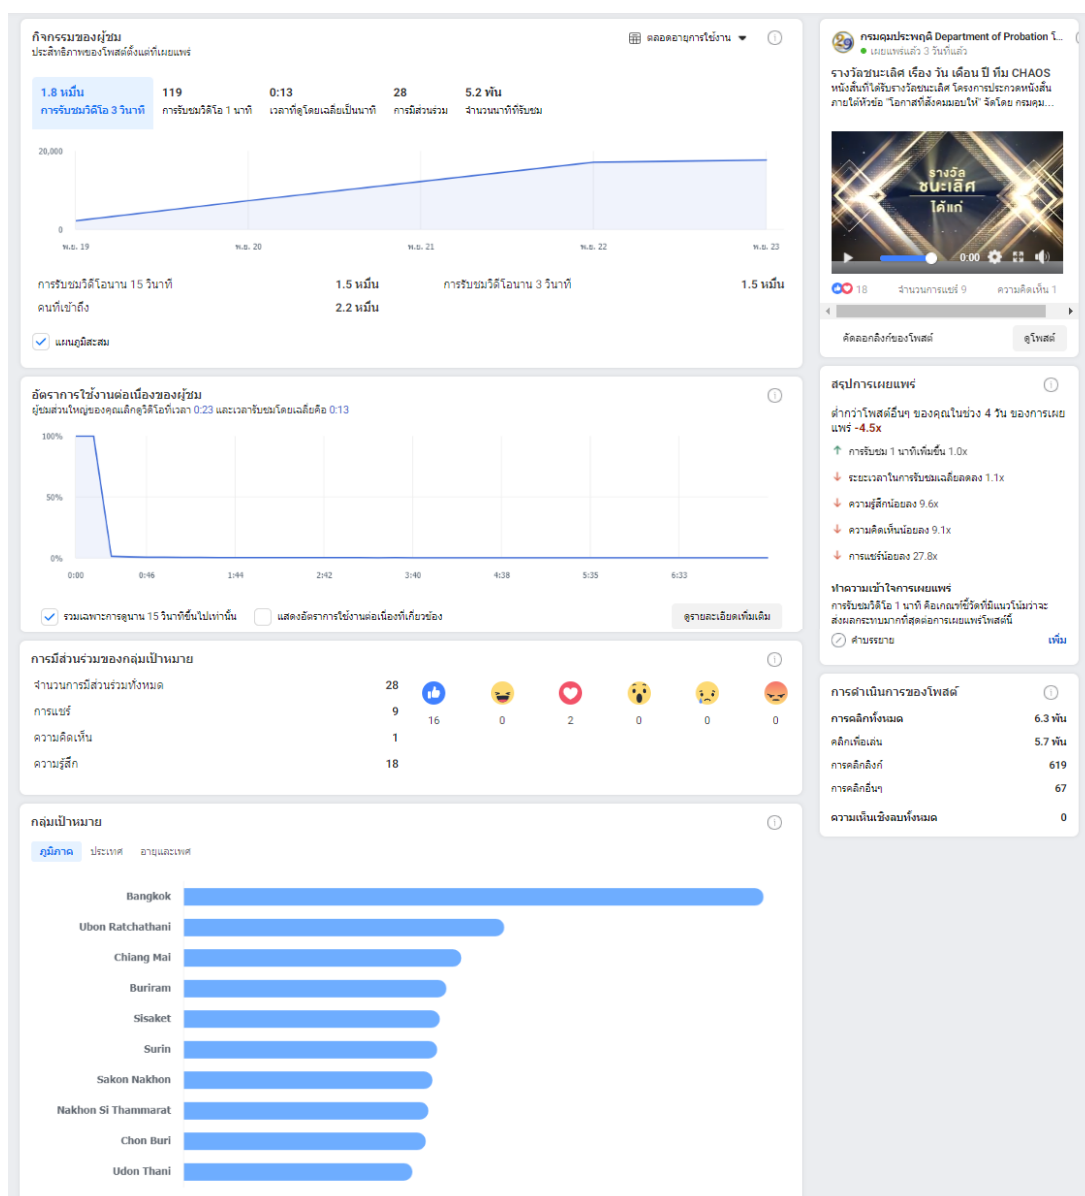 กิจกรรมของผู้ชม
ประสิทธิภาพของโพสต์ตั้งแต่ที่เผยแพร่
ตลอดอายุการใช้งาน
1.8 หมื่น
การรับชมวิดีโอ 3 วินาที
119
การรับชมวิดีโอ 1 นาที
0:13
เวลาที่ดูโดยเฉลี่ยเป็นนาที
28
การมีส่วนร่วม
5.2 พัน
จำนวนนาทีที่รับชม
20,000
0
พ.ย. 19
พ.ย. 20
พ.ย. 21
พ.ย. 22
พ.ย. 23
การรับชมวิดีโอนาน 15 วินาที 1.5 หมื่น
การรับชมวิดีโอนาน 3 วินาที 1.5 หมื่น
คนที่เข้าถึง 2.2 หมื่น
แผนภูมิสะสม
อัตราการใช้งานต่อเนื่องของผู้ชม
ผู้ชมส่วนใหญ่ของคุณเลิกดูวิดีโอที่เวลา 0:23 และเวลารับชมโดยเฉลี่ยคือ 0:13
100%
50%
0%
0:00
0:46
1:44
2:42
3:40
4:38
5:35
6:33
รวมเฉพาะการดูนาน 15 วินาทีขึ้นไปเท่านั้น
แสดงอัตราการใช้งานต่อเนื่องที่เกี่ยวข้อง
ดูรายละเอียดเพิ่มเติม
การมีส่วนร่วมของกลุ่มเป้าหมาย
จำนวนการมีส่วนร่วมทั้งหมด 28
การแชร์ 9
ความคิดเห็น 1
ความรู้สึก 18
16
0
2
0
0
0
กลุ่มเป้าหมาย
ภูมิภาค
ประเทศ
อายุและเพศ
Bangkok
Ubon Ratchathani
Chiang Mai
Buriram
Sisaket
Surin
Sakon Nakhon
Nakhon Si Thammarat
Chon Buri
Udon Thani
กรมคุมประพฤติ Department of Probation โ...
เผยแพร่แล้ว 3 วันที่แล้ว
รางวัลชนะเลิศ เรื่อง วัน เดือน ปี ทีม CHAOS
หนังสั้นที่ได้รับรางวัลชนะเลิศ โครงการประกวดหนังสั้น
ภายใต้หัวข้อ "โอกาสที่สังคมมอบให้" จัดโดย กรมคุม...
รางวัล
ชนะเลิศ
ได้แก่
0:00
18
จำนวนการแชร์ 9
ความคิดเห็น 1
คัดลอกลิงก์ของโพสต์
ดูโพสต์
สรุปการเผยแพร่
ต่ำกว่าโพสต์อื่นๆ ของคุณในช่วง 4 วัน ของการเผย
แพร่ -4.5x
การรับชม 1 นาทีเพิ่มขึ้น 1.0x
ระยะเวลาในการรับชมเฉลี่ยลดลง 1.1x
ความรู้สึกน้อยลง 9.6x
ความคิดเห็นน้อยลง 9.1x
การแชร์น้อยลง 27.8x
ทำความเข้าใจการเผยแพร่
การรับชมวิดีโอ 1 นาที คือเกณฑ์ชี้วัดที่มีแนวโน้มว่าจะ
ส่งผลกระทบมากที่สุดต่อการเผยแพร่โพสต์นี้
คำบรรยาย
เพิ่ม
การดำเนินการของโพสต์
การคลิกทั้งหมด 6.3 พัน
คลิกเพื่อเล่น 5.7 พัน
การคลิกลิงก์ 619
การคลิกอื่นๆ 67
ความเห็นเชิงลบทั้งหมด 0